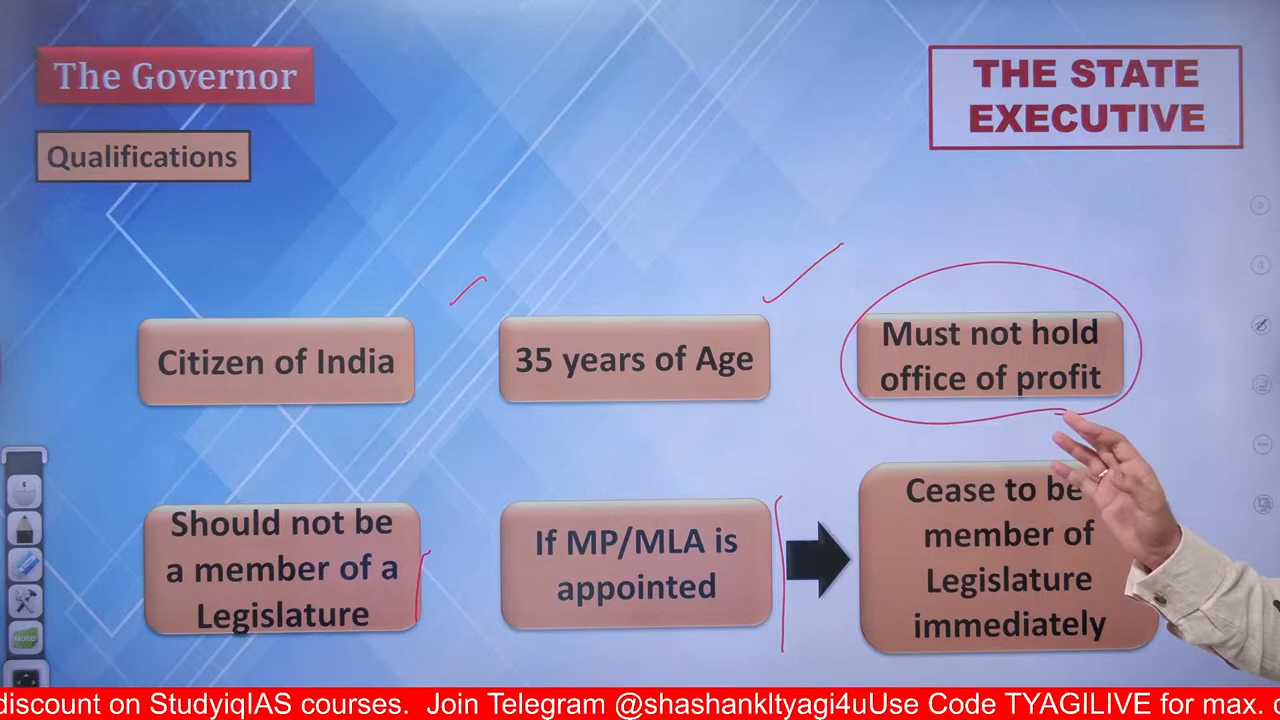 The Governor
THE STATE
EXECUTIVE
Qualifications
Citizen of India
35 years of Age
Must not hold
office of profit
Should not be
a member of a
Legislature
If MP/MLA is
appointed
Cease to be
member of
Legislature
immediately
Note
discount on StudyiqIAS courses. Join Telegram @shashankltyagi4uUse Code TYAGILIVE for max.